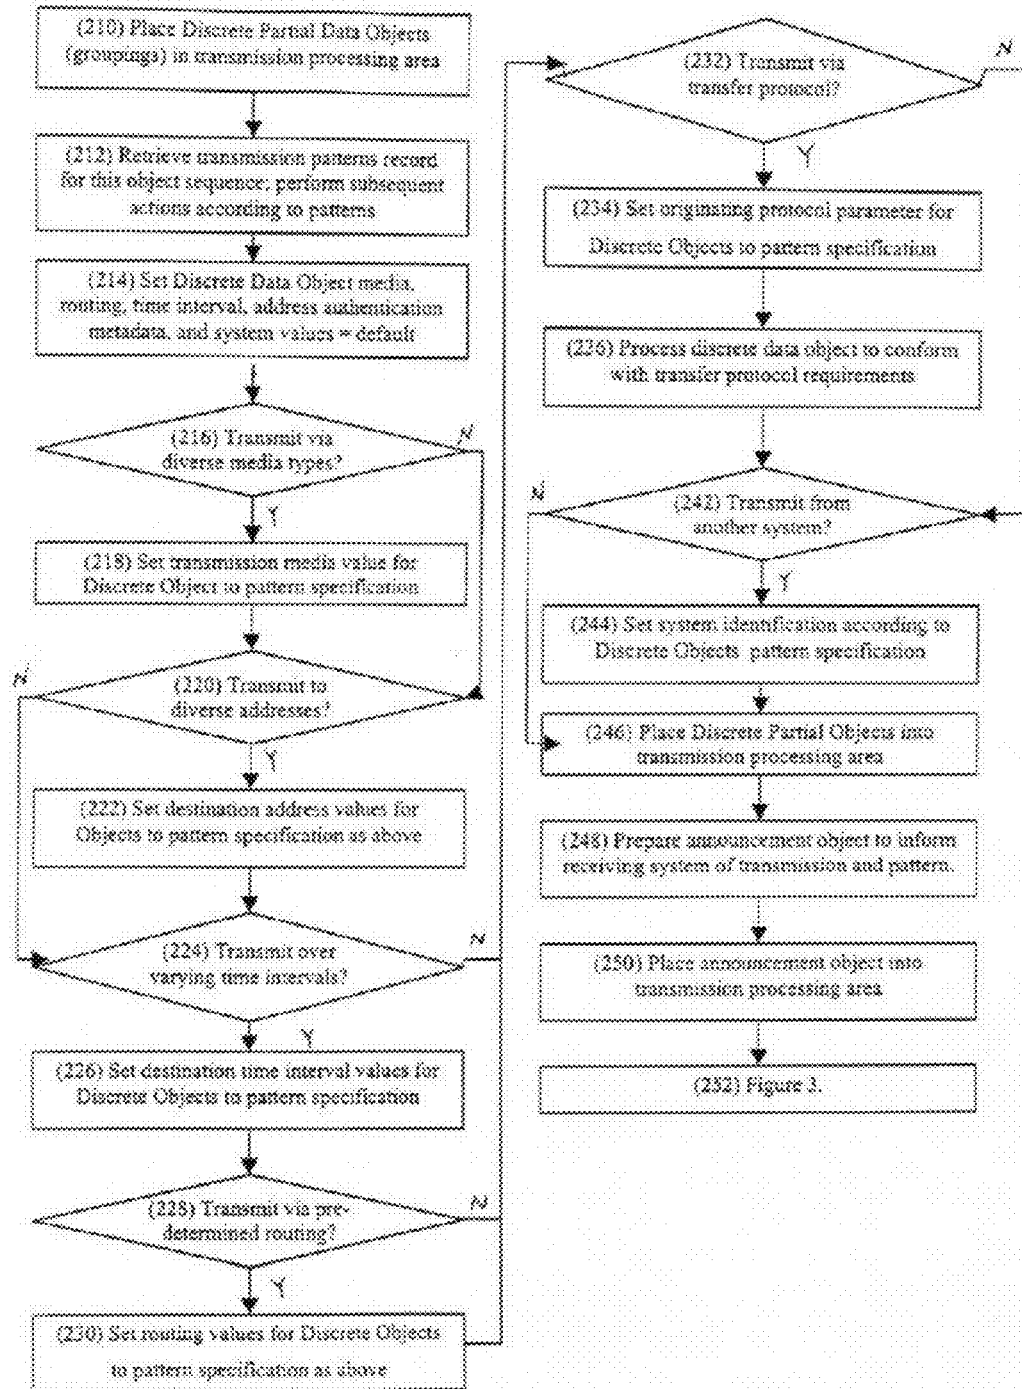 (210) Place Discrete Partial Data Objects
(groupings) in transmission processing area
(212) Retrieve transmission patterns record
for this object sequence; perform subsequent
actions according to patterns
(214) Set Discrete Data Object media,
routing, time interval, address authentication
metadata, and system values = default
(216) Transmit via
diverse media types?
N
Y
(218) Set transmission media value for
Discrete Object to pattern specification
(220) Transmit to
diverse addresses?
N
Y
(222) Set destination address values for
Objects to pattern specification as above
(224) Transmit over
varying time intervals?
N
Y
(226) Set destination time interval values for
Discrete Objects to pattern specification
(228) Transmit via pre-
determined routing?
N
Y
(230) Set routing values for Discrete Objects
to pattern specification as above
(232) Transmit via
transfer protocol?
N
Y
(234) Set originating protocol parameter for
Discrete Objects to pattern specification
(236) Process discrete data object to conform
with transfer protocol requirements
(242) Transmit from
another system?
N
Y
(244) Set system identification according to
Discrete Objects pattern specification
(246) Place Discrete Partial Objects into
transmission processing area
(248) Prepare announcement object to inform
receiving system of transmission and pattern.
(250) Place announcement object into
transmission processing area
(252) Figure 3.